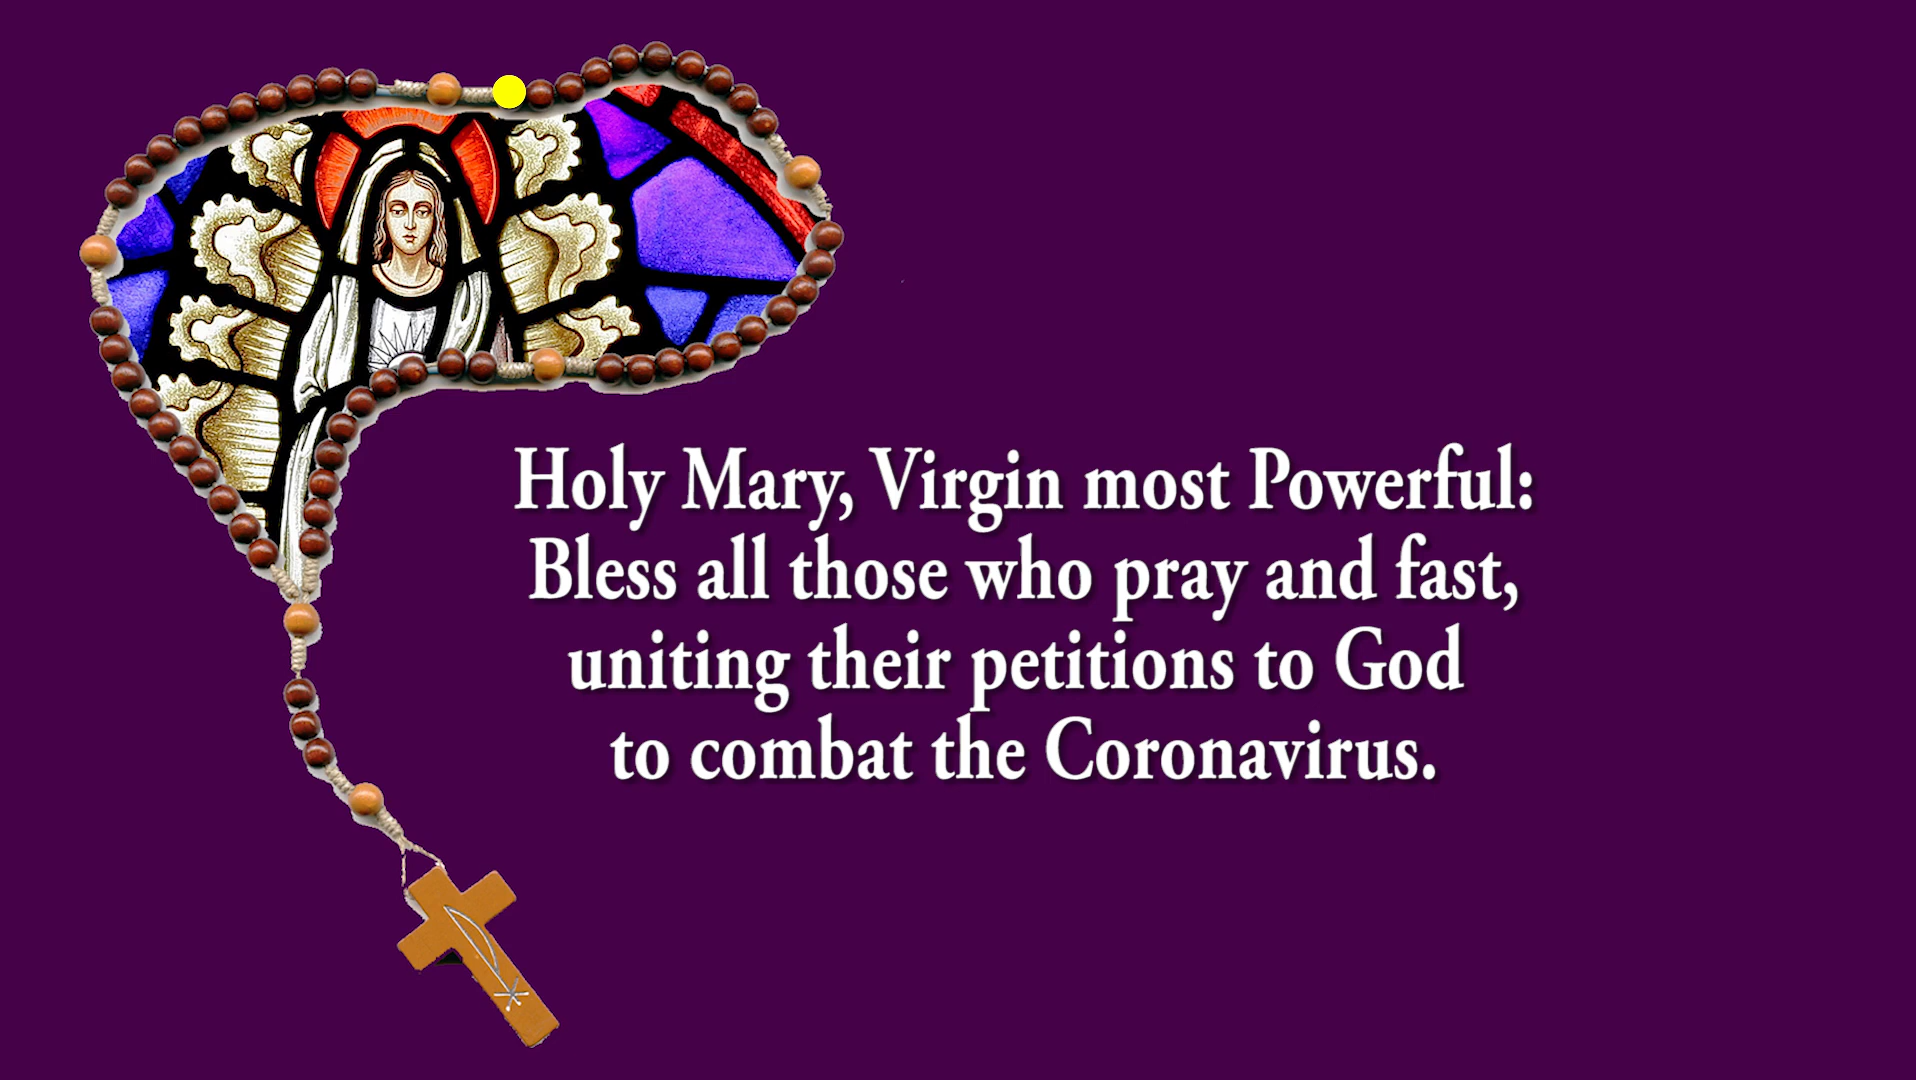 Holy Mary, Virgin most Powerful:
Bless all those who pray and fast,
uniting their petitions to God
to combat the Coronavirus.